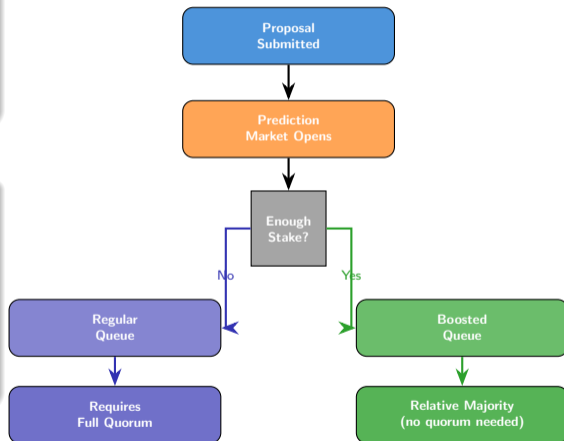 Proposal
Submitted
Prediction
Market Opens
Enough
Stake?
No
Yes
Regular
Queue
Boosted
Queue
Requires
Full Quorum
Relative Majority
(no quorum needed)